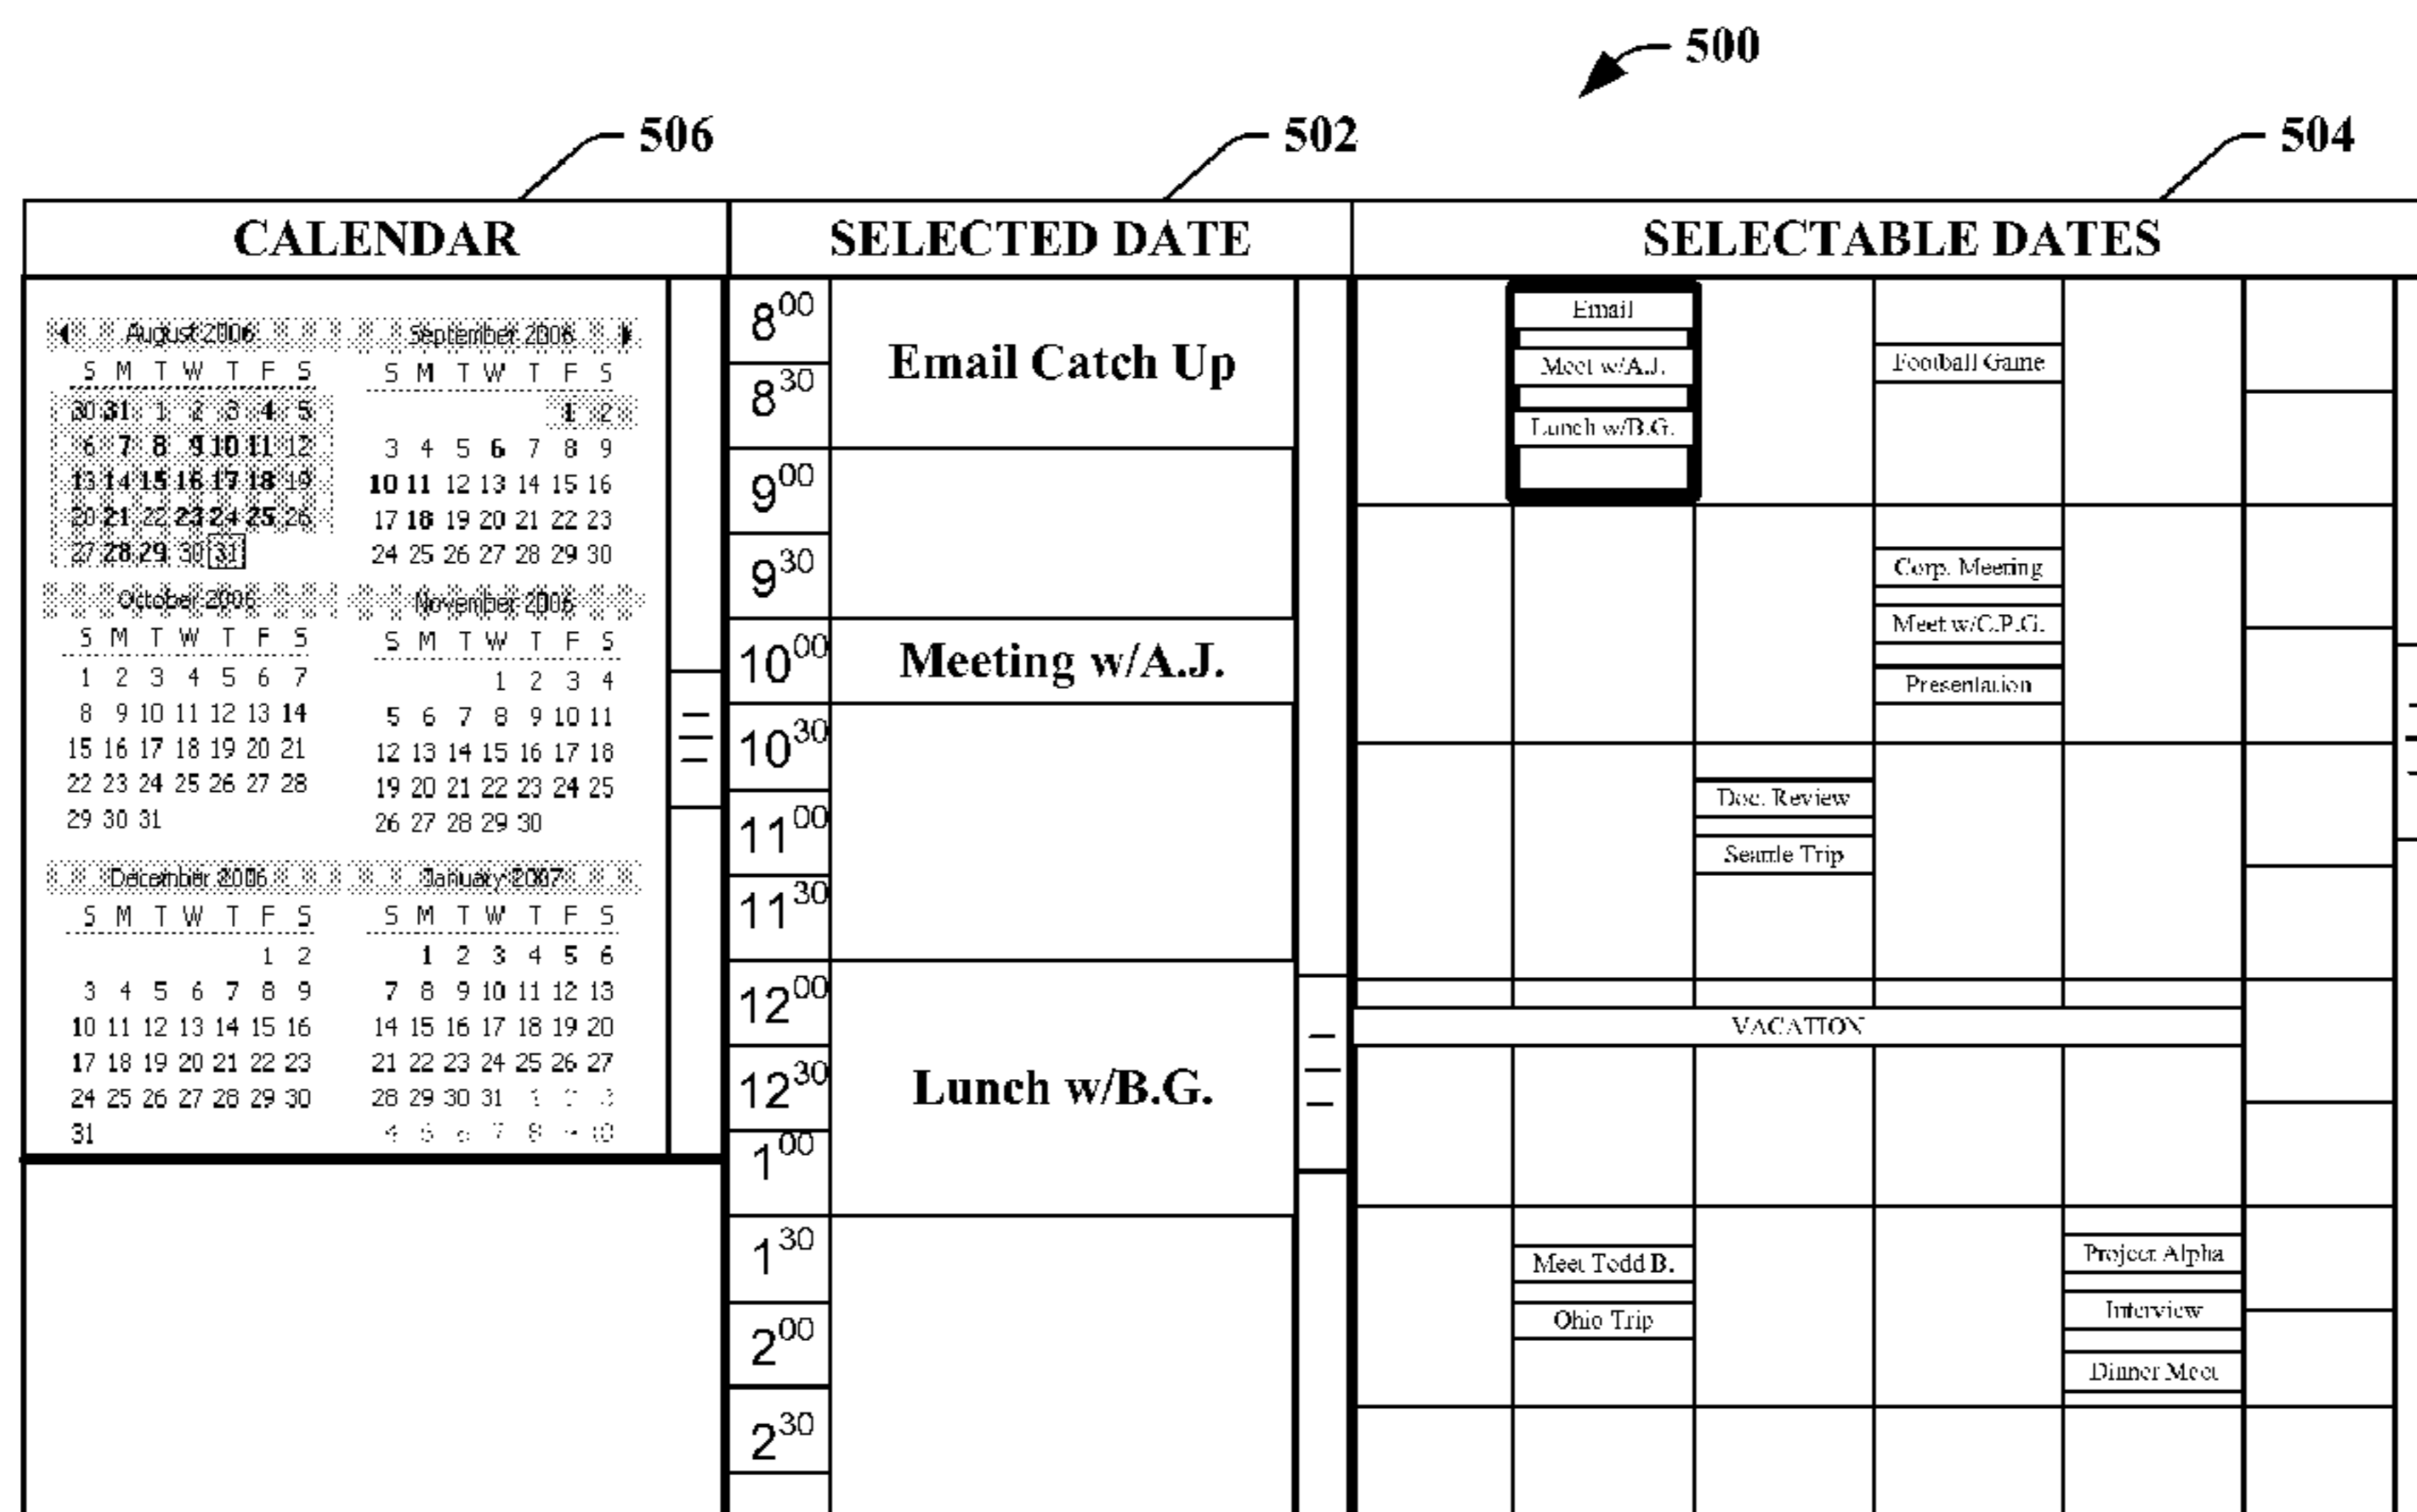 500
506
502
504
CALENDAR
SELECTED DATE
SELECTABLE DATES
August 2006
S M T W T F S
30 31 1 2 3 4 5
6 7 8 9 10 11 12
13 14 15 16 17 18 19
20 21 22 23 24 25 26
27 28 29 30 31
September 2006
S M T W T F S
1 2
3 4 5 6 7 8 9
10 11 12 13 14 15 16
17 18 19 20 21 22 23
24 25 26 27 28 29 30
October 2006
S M T W T F S
1 2 3 4 5 6 7
8 9 10 11 12 13 14
15 16 17 18 19 20 21
22 23 24 25 26 27 28
29 30 31
November 2006
S M T W T F S
1 2 3 4
5 6 7 8 9 10 11
12 13 14 15 16 17 18
19 20 21 22 23 24 25
26 27 28 29 30
December 2006
S M T W T F S
1 2
3 4 5 6 7 8 9
10 11 12 13 14 15 16
17 18 19 20 21 22 23
24 25 26 27 28 29 30
31
January 2007
S M T W T F S
1 2 3 4 5 6
7 8 9 10 11 12 13
14 15 16 17 18 19 20
21 22 23 24 25 26 27
28 29 30 31 1 2 3
4 5 6 7 8 9 10
8 00
Email Catch Up
8 30
9 00
9 30
10 00
Meeting w/A.J.
10 30
11 00
11 30
12 00
12 30
Lunch w/B.G.
1 00
1 30
2 00
2 30
Email
Meet w/A.J.
Lunch w/B.G.
Football Game
Corp. Meeting
Meet w/C.P.G.
Presentation
Doc. Review
Seattle Trip
VACATION
Meet Todd B.
Ohio Trip
Project Alpha
Interview
Dinner Meet